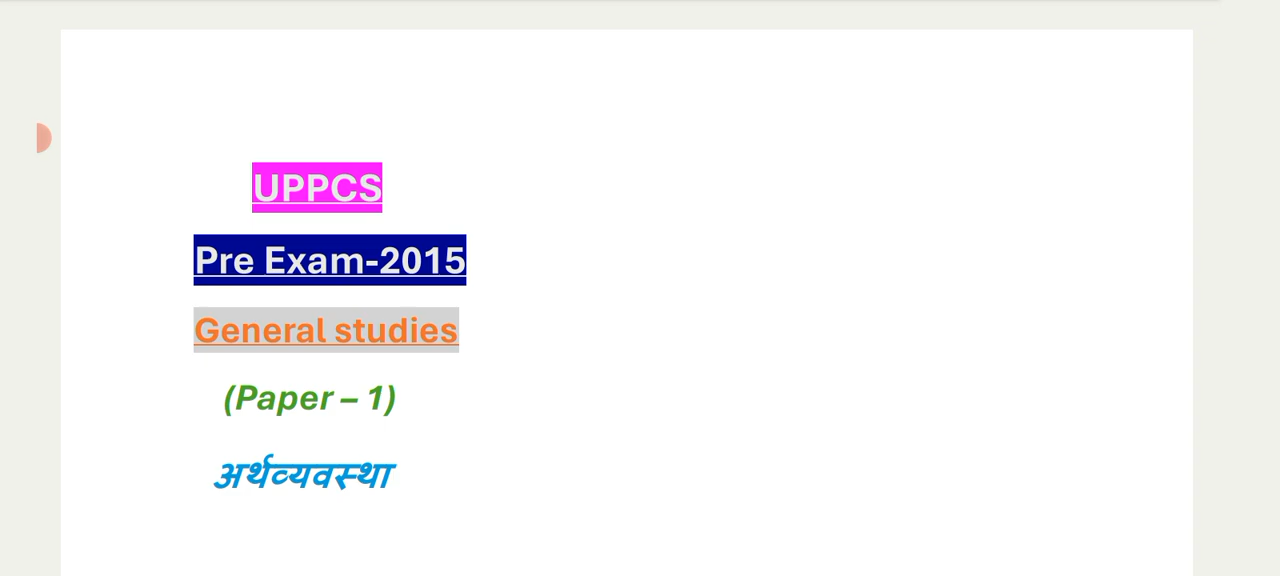 UPPCS
Pre Exam-2015
General studies
(Paper – 1)
अर्थव्यवस्था